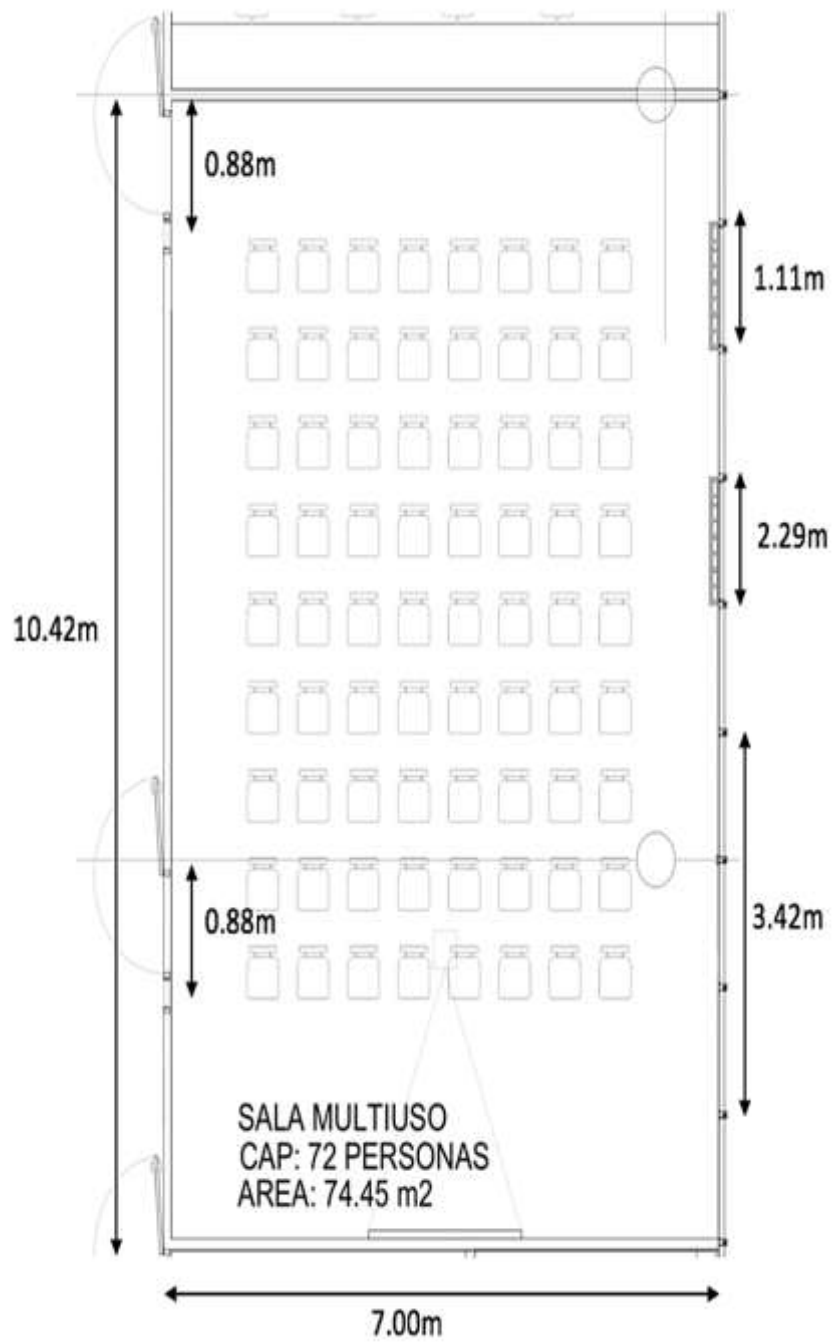 0.88m
1.11m
2.29m
10.42m
0.88m
3.42m
SALA MULTIUSO
CAP: 72 PERSONAS
AREA: 74.45 m2
7.00m